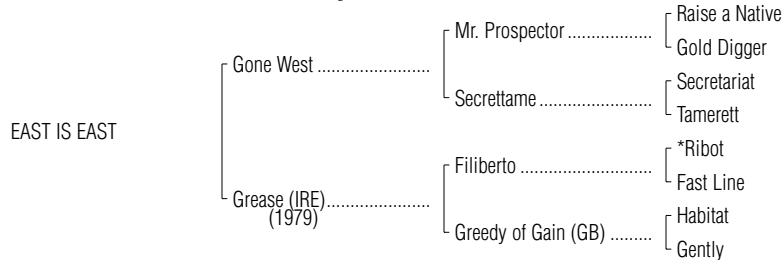 Raise a Native
Mr. Prospector ..................
Gold Digger
Gone West ........................
Secretariat
Secrettame ........................
Tamerett
EAST IS EAST
*Ribot
Filiberto ............................
Fast Line
Grease (IRE)......................
(1979)
Habitat
Greedy of Gain (GB) .........
Gently